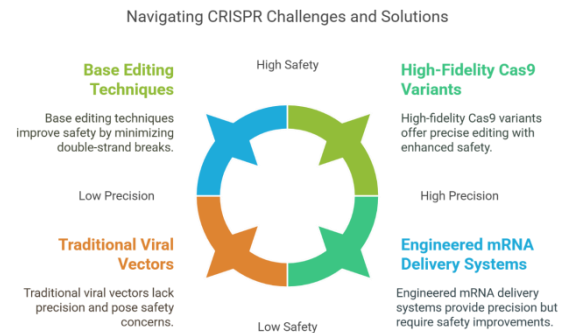 Navigating CRISPR Challenges and Solutions
High Safety
Base Editing
Techniques
Base editing techniques
improve safety by minimizing
double-strand breaks.
High-Fidelity Cas9
Variants
High-fidelity Cas9 variants
offer precise editing with
enhanced safety.
Low Precision
High Precision
Traditional Viral
Vectors
Traditional viral vectors lack
precision and pose safety
concerns.
Engineered mRNA
Delivery Systems
Engineered mRNA delivery
systems provide precision but
require safety improvements.
Low Safety